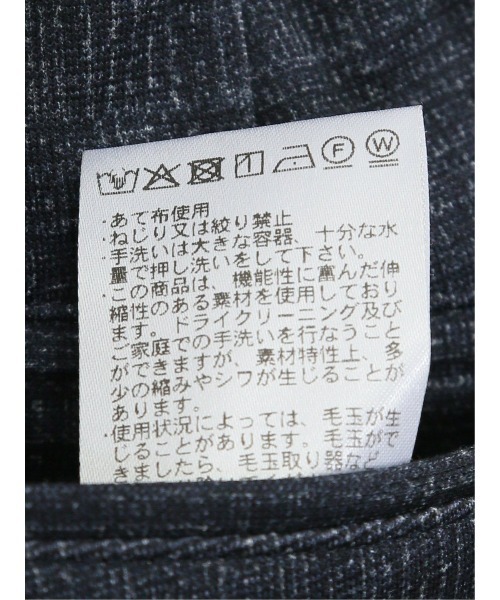 ・あて布使用
・ねじり又は絞り禁止
・手洗いは大きな容器、十分な水
量で押し洗いをして下さい。
・この商品は、機能性に富んだ伸
縮性のある素材を使用しており
ます。ドライクリーニング及び
ご家庭での手洗いを行なうこと
ができますが、素材特性上、多
少の縮みやシワが生じることが
あります。
・使用状況によっては、毛玉が生
じることがあります。毛玉がで
きましたら、毛玉取り器など
F
W